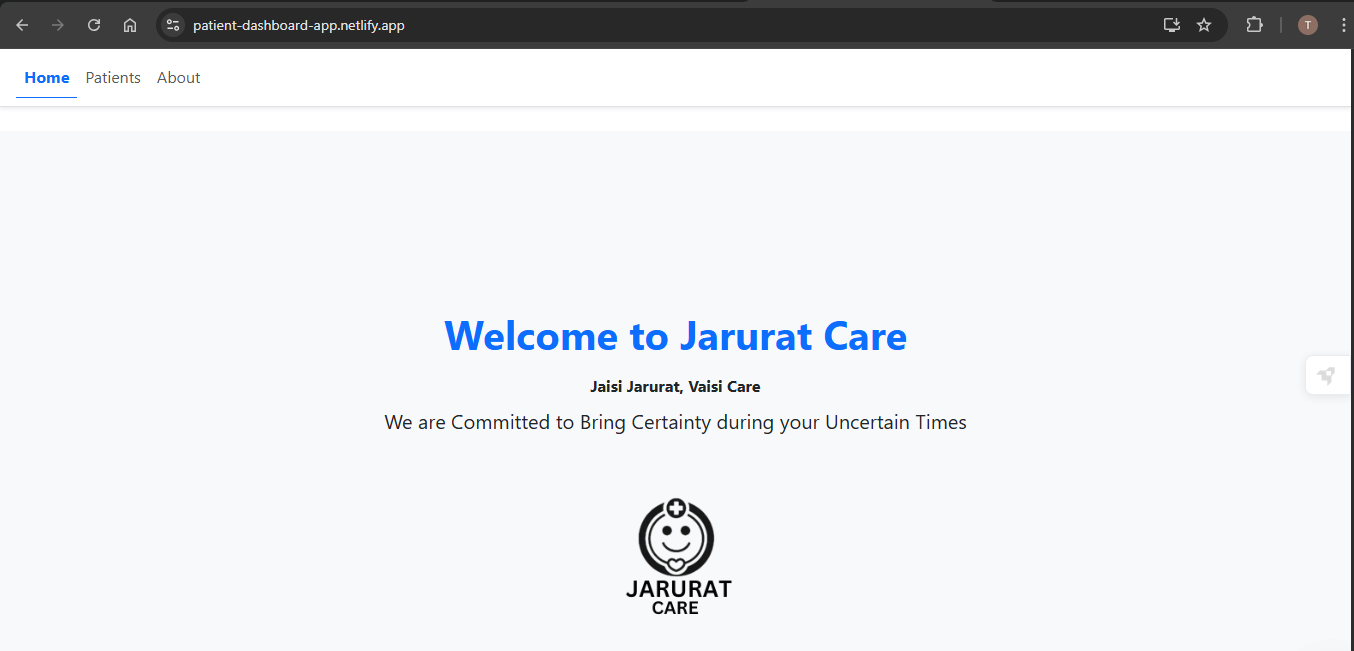 patient-dashboard-app.netlify.app
T
Home Patients About
Welcome to Jarurat Care
Jaisi Jarurat, Vaisi Care
We are Committed to Bring Certainty during your Uncertain Times
JARURAT
CARE